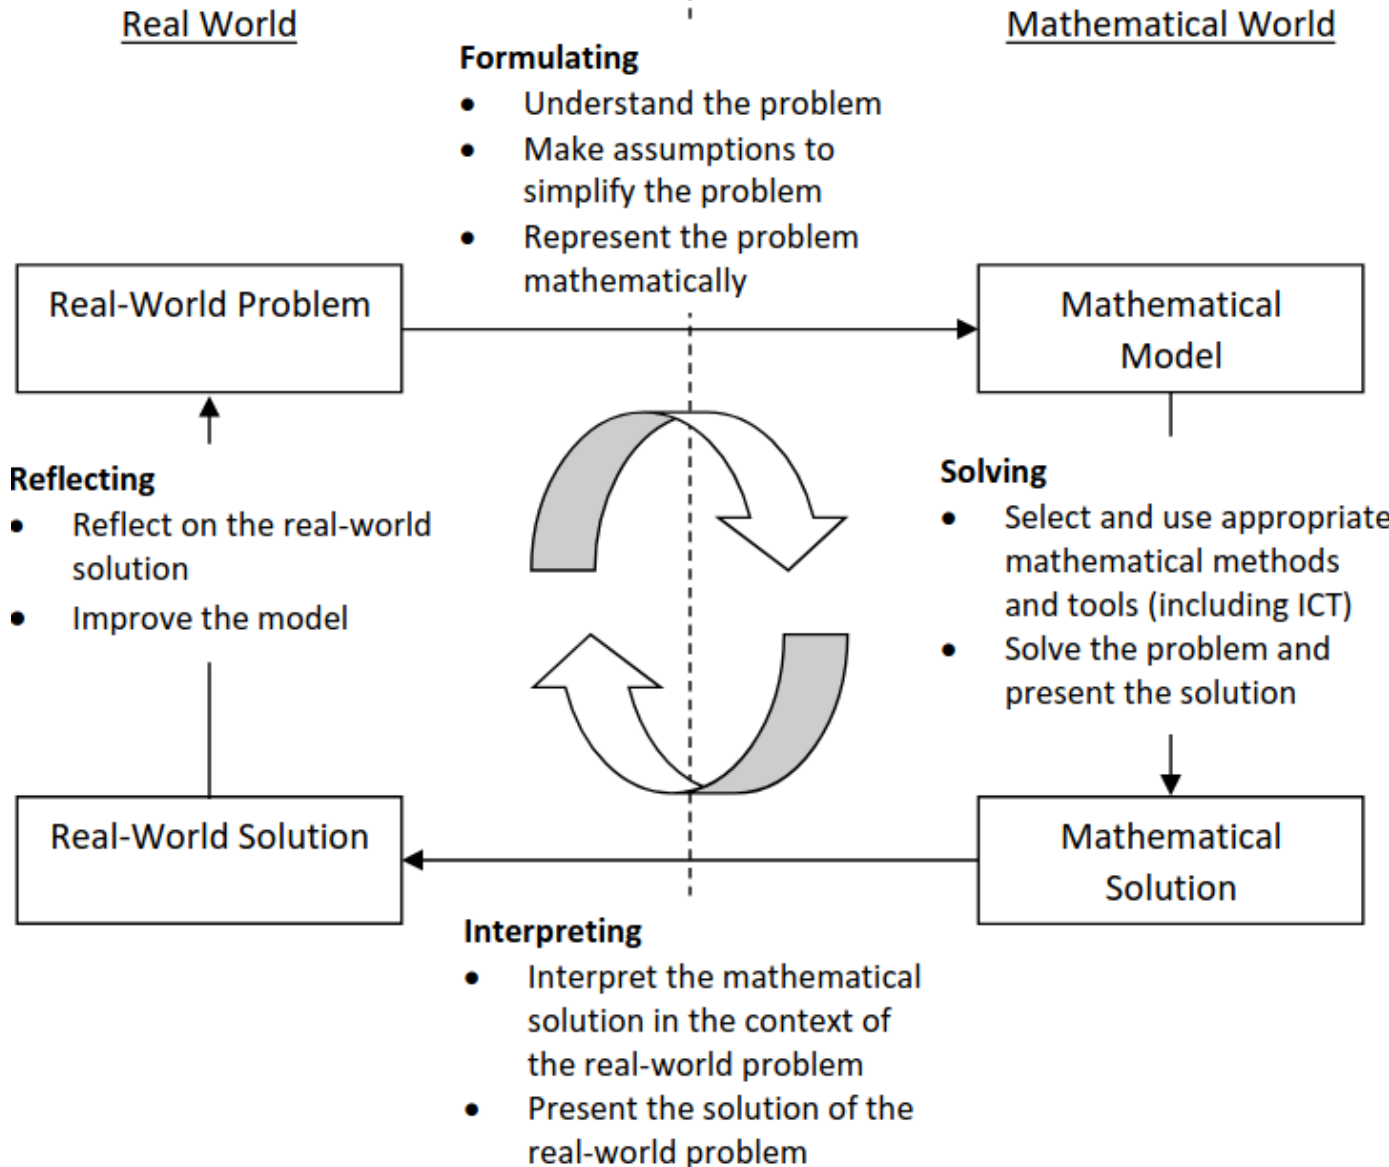 Real World
Mathematical World
Formulating
• Understand the problem
• Make assumptions to
simplify the problem
• Represent the problem
mathematically
Real-World Problem
Mathematical
Model
Reflecting
• Reflect on the real-world
solution
• Improve the model
Solving
• Select and use appropriate
mathematical methods
and tools (including ICT)
• Solve the problem and
present the solution
Real-World Solution
Mathematical
Solution
Interpreting
• Interpret the mathematical
solution in the context of
the real-world problem
• Present the solution of the
real-world problem